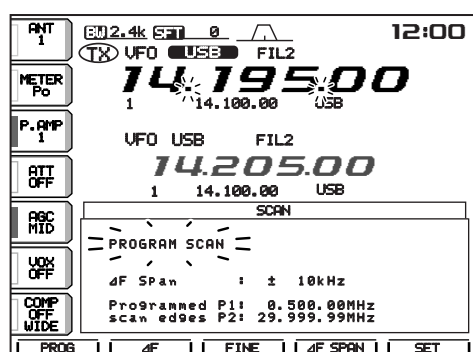 ANT 1
BW 2.4k SFT 0 12:00
TX VFO USB FIL2
METER Po
14.195.00
1 14.100.00 USB
P.AMP 1
VFO USB FIL2
ATT OFF
14.205.00
1 14.100.00 USB
AGC MID
SCAN
PROGRAM SCAN
VOX OFF
ΔF SPan : ± 10kHz
COMP OFF WIDE
Programmed P1: 0.500.00MHz
scan edges P2: 29.999.99MHz
PROG ΔF FINE ΔF SPAN SET